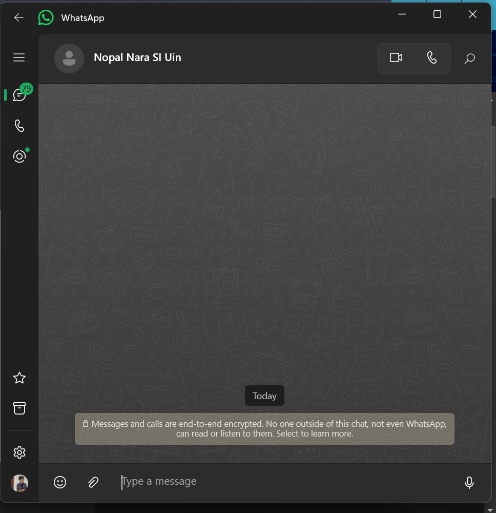 WhatsApp
Nopal Nara SI Uin
79
Today
Messages and calls are end-to-end encrypted. No one outside of this chat, not even WhatsApp,
can read or listen to them. Select to learn more.
Type a message